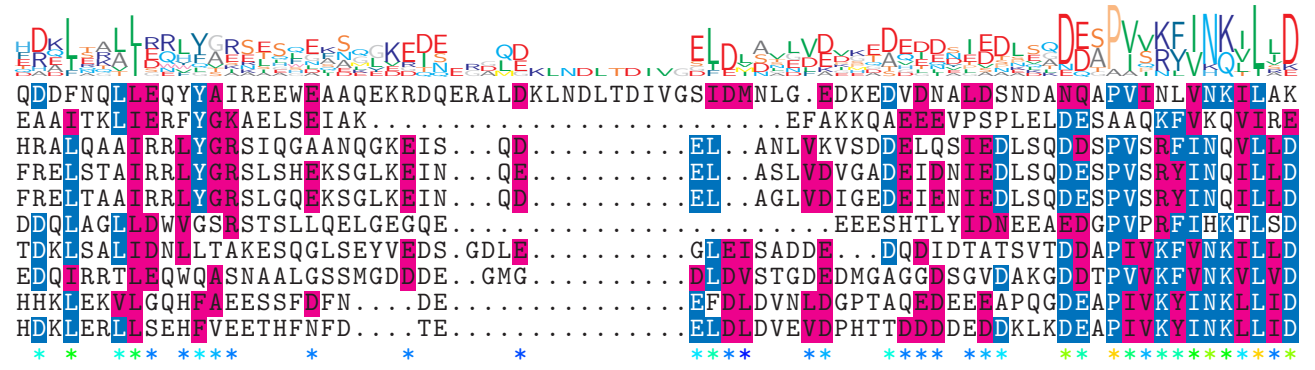 QDDFNQLLEQYYAIREEWEAAQEKRDQERALDKLNDLTDIVGSIDMNLG.EDKEDVDNALDSNDANQAPVINLVNKILAK
EAAITKLIERFYGKAELSEIAK..........................EFAKKQAEEEVPSPLELDESAAQKFVKQVIRE
HRALQAAIRRLYGRSIQGAANQGKEIS...QD..........EL..ANLVKVSDDELQSIEDLSQDDSPVSRFINQVLLD
FRELSTAIRRLYGRSLSHEKSGLKEIN...QE..........EL..ASLVDVGADEIDNIEDLSQDESPVSRYINQILLD
FRELTAAIRRLYGRSLGQEKSGLKEIN...QD..........EL..AGLVDIGEDEIENIEDLSQDESPVSRYINQILLD
DDQLAGLLDWVGSRSTSLLQELGEGQE........................EEESHTLYIDNEEAEDGPVPRFIHKTLSD
TDKLSALIDNLLTAKESQGLSEYVEDS.GDLE..........GLEISADDE...DQDIDTATSVTDDAPIVKFVNKILLD
EDQIRRTLEQWQASNAALGSSMGDDDE..GMG..........DLDVSTGDEDMGAGGDSGVDAKGDDTPVVKFVNKVLVD
HHKLEKVLGQHFAEESSFDFN....DE...............EFDLDVNLDGPTAQEDEEEAPQGDEAPIVKYINKLLID
HDKLERLLSEHFVEETHFNFD....TE...............ELDLDVEVDPHTTDDDDEDDKLKDEAPIVKYINKLLID